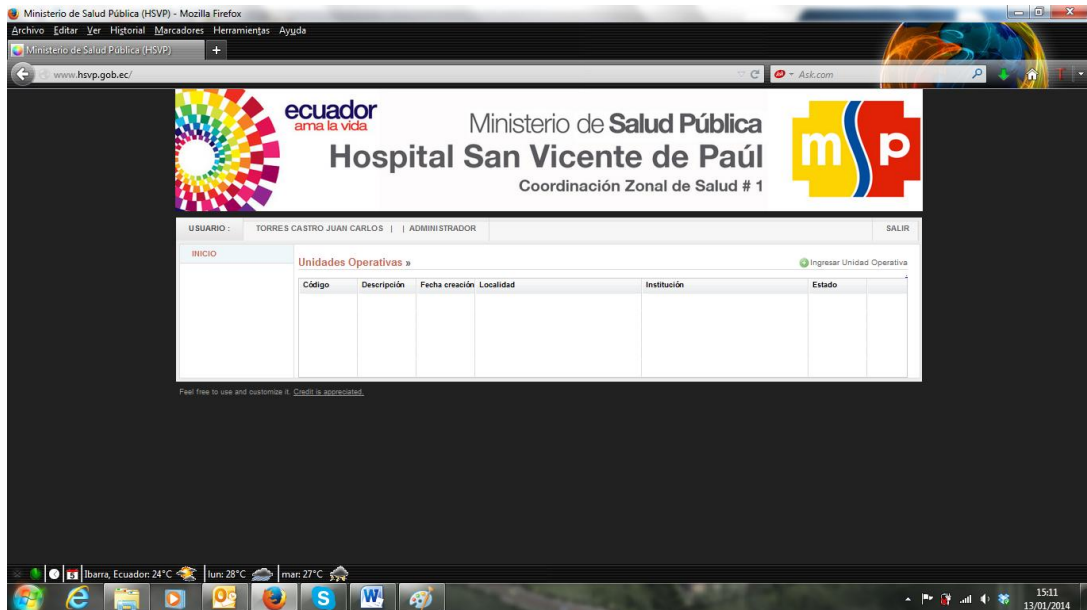 Ministerio de Salud Pública (HSVP) - Mozilla Firefox
Archivo Editar Ver Historial Marcadores Herramientas Ayuda
Ministerio de Salud Pública (HSVP) +
www.hsvp.gob.ec/ Ask.com
ecuador
ama la vida
Ministerio de Salud Pública
Hospital San Vicente de Paúl
Coordinación Zonal de Salud # 1
msp
USUARIO : TORRES CASTRO JUAN CARLOS | | ADMINISTRADOR SALIR
INICIO
Unidades Operativas » Ingresar Unidad Operativa
Código Descripción Fecha creación Localidad Institución Estado
Feel free to use and customize it. Credit is appreciated.
5 Ibarra, Ecuador: 24°C lun: 28°C mar: 27°C
15:11
13/01/2014